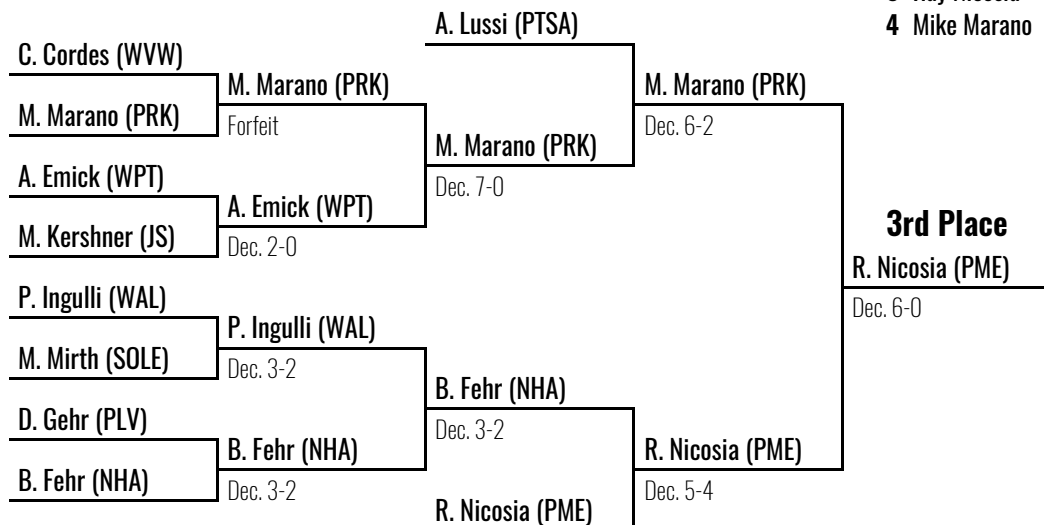 4 Mike Marano
A. Lussi (PTSA)
C. Cordes (WVW)
M. Marano (PRK)
M. Marano (PRK)
M. Marano (PRK)
Forfeit
Dec. 6-2
M. Marano (PRK)
A. Emick (WPT)
Dec. 7-0
A. Emick (WPT)
M. Kershner (JS)
Dec. 2-0
3rd Place
R. Nicosia (PME)
Dec. 6-0
P. Ingulli (WAL)
P. Ingulli (WAL)
M. Mirth (SOLE)
Dec. 3-2
B. Fehr (NHA)
D. Gehr (PLV)
Dec. 3-2
B. Fehr (NHA)
R. Nicosia (PME)
B. Fehr (NHA)
Dec. 3-2
Dec. 5-4
R. Nicosia (PME)